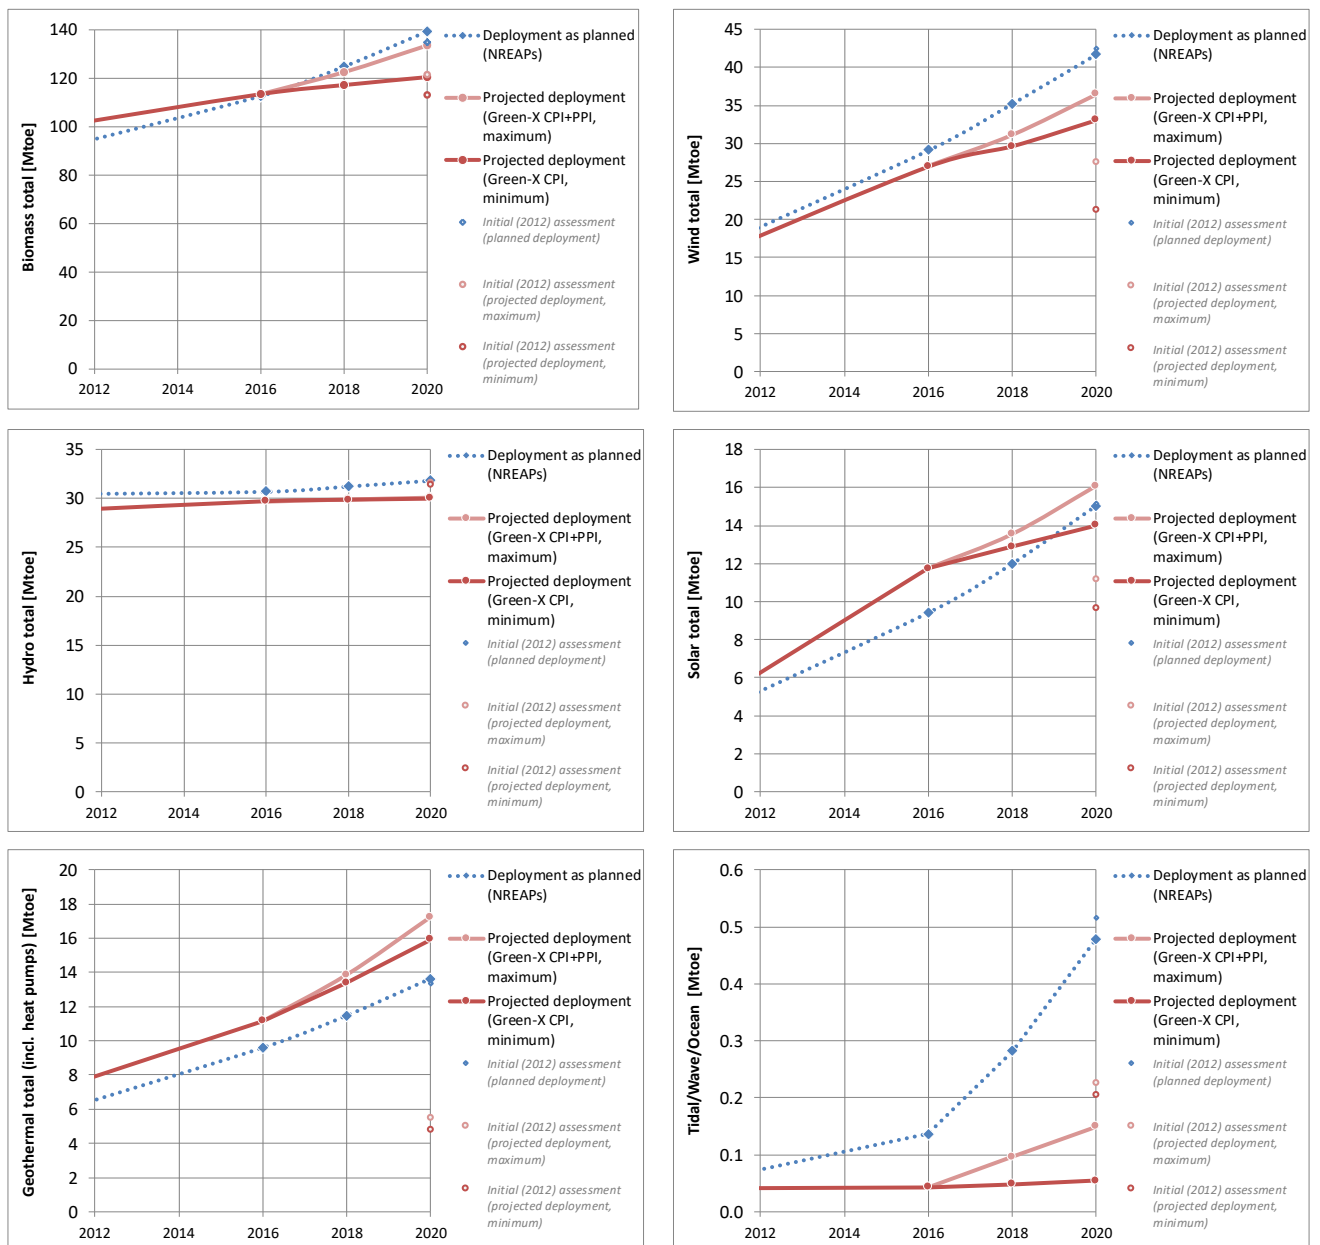 Biomass total [Mtoe]
140
120
100
80
60
40
20
0
2012 2014 2016 2018 2020
Deployment as planned
(NREAPs)
Projected deployment
(Green-X CPI+PPI,
maximum)
Projected deployment
(Green-X CPI,
minimum)
Initial (2012) assessment
(planned deployment)
Initial (2012) assessment
(projected deployment,
maximum)
Initial (2012) assessment
(projected deployment,
minimum)
Wind total [Mtoe]
45
40
35
30
25
20
15
10
5
0
2012 2014 2016 2018 2020
Deployment as planned
(NREAPs)
Projected deployment
(Green-X CPI+PPI,
maximum)
Projected deployment
(Green-X CPI,
minimum)
Initial (2012) assessment
(planned deployment)
Initial (2012) assessment
(projected deployment,
maximum)
Initial (2012) assessment
(projected deployment,
minimum)
Hydro total [Mtoe]
35
30
25
20
15
10
5
0
2012 2014 2016 2018 2020
Deployment as planned
(NREAPs)
Projected deployment
(Green-X CPI+PPI,
maximum)
Projected deployment
(Green-X CPI,
minimum)
Initial (2012) assessment
(planned deployment)
Initial (2012) assessment
(projected deployment,
maximum)
Initial (2012) assessment
(projected deployment,
minimum)
Solar total [Mtoe]
18
16
14
12
10
8
6
4
2
0
2012 2014 2016 2018 2020
Deployment as planned
(NREAPs)
Projected deployment
(Green-X CPI+PPI,
maximum)
Projected deployment
(Green-X CPI,
minimum)
Initial (2012) assessment
(planned deployment)
Initial (2012) assessment
(projected deployment,
maximum)
Initial (2012) assessment
(projected deployment,
minimum)
Geothermal total (incl. heat pumps) [Mtoe]
20
18
16
14
12
10
8
6
4
2
0
2012 2014 2016 2018 2020
Deployment as planned
(NREAPs)
Projected deployment
(Green-X CPI+PPI,
maximum)
Projected deployment
(Green-X CPI,
minimum)
Initial (2012) assessment
(planned deployment)
Initial (2012) assessment
(projected deployment,
maximum)
Initial (2012) assessment
(projected deployment,
minimum)
Tidal/Wave/Ocean [Mtoe]
0.6
0.5
0.4
0.3
0.2
0.1
0.0
2012 2014 2016 2018 2020
Deployment as planned
(NREAPs)
Projected deployment
(Green-X CPI+PPI,
maximum)
Projected deployment
(Green-X CPI,
minimum)
Initial (2012) assessment
(planned deployment)
Initial (2012) assessment
(projected deployment,
maximum)
Initial (2012) assessment
(projected deployment,
minimum)